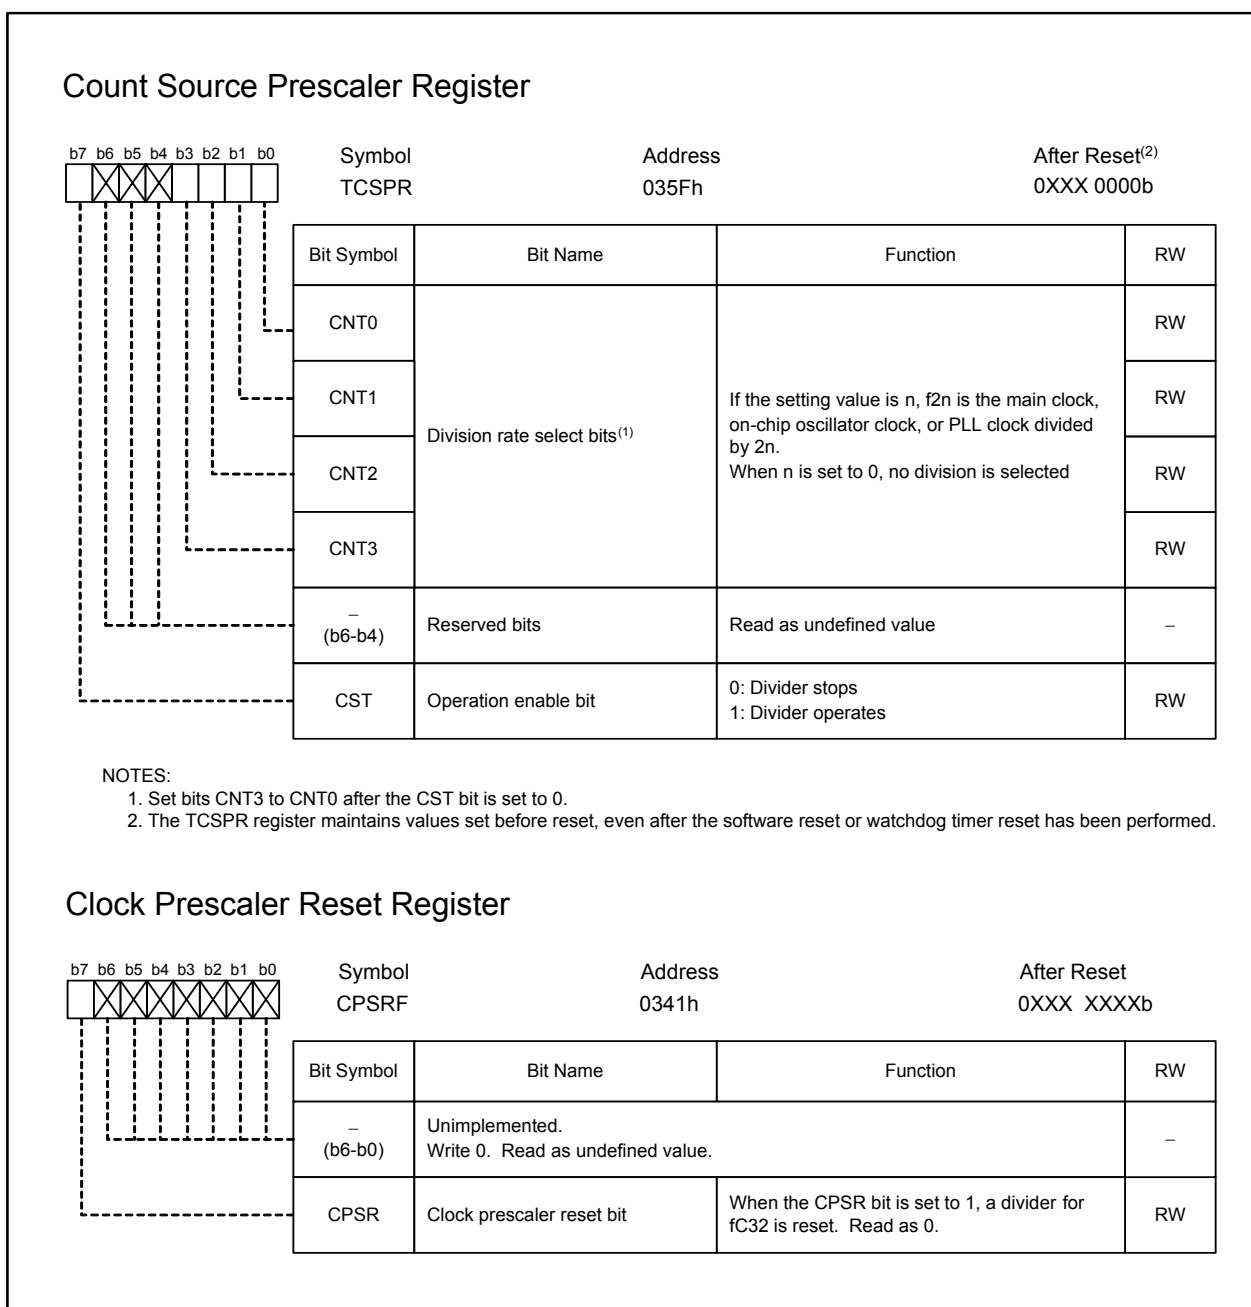 Count Source Prescaler Register
b7 b6 b5 b4 b3 b2 b1 b0
Symbol Address After Reset(2)
TCSPR 035Fh 0XXX 0000b
Bit Symbol Bit Name Function RW
CNT0 RW
CNT1 RW
CNT2 RW
CNT3 RW
Division rate select bits(1)
If the setting value is n, f2n is the main clock,
on-chip oscillator clock, or PLL clock divided
by 2n.
When n is set to 0, no division is selected
–
(b6-b4)
Reserved bits Read as undefined value –
CST Operation enable bit
0: Divider stops
1: Divider operates
RW
NOTES:
1. Set bits CNT3 to CNT0 after the CST bit is set to 0.
2. The TCSPR register maintains values set before reset, even after the software reset or watchdog timer reset has been performed.
Clock Prescaler Reset Register
b7 b6 b5 b4 b3 b2 b1 b0
Symbol Address After Reset
CPSRF 0341h 0XXX XXXXb
Bit Symbol Bit Name Function RW
–
(b6-b0)
Unimplemented.
Write 0. Read as undefined value.
–
CPSR Clock prescaler reset bit
When the CPSR bit is set to 1, a divider for
fC32 is reset. Read as 0.
RW